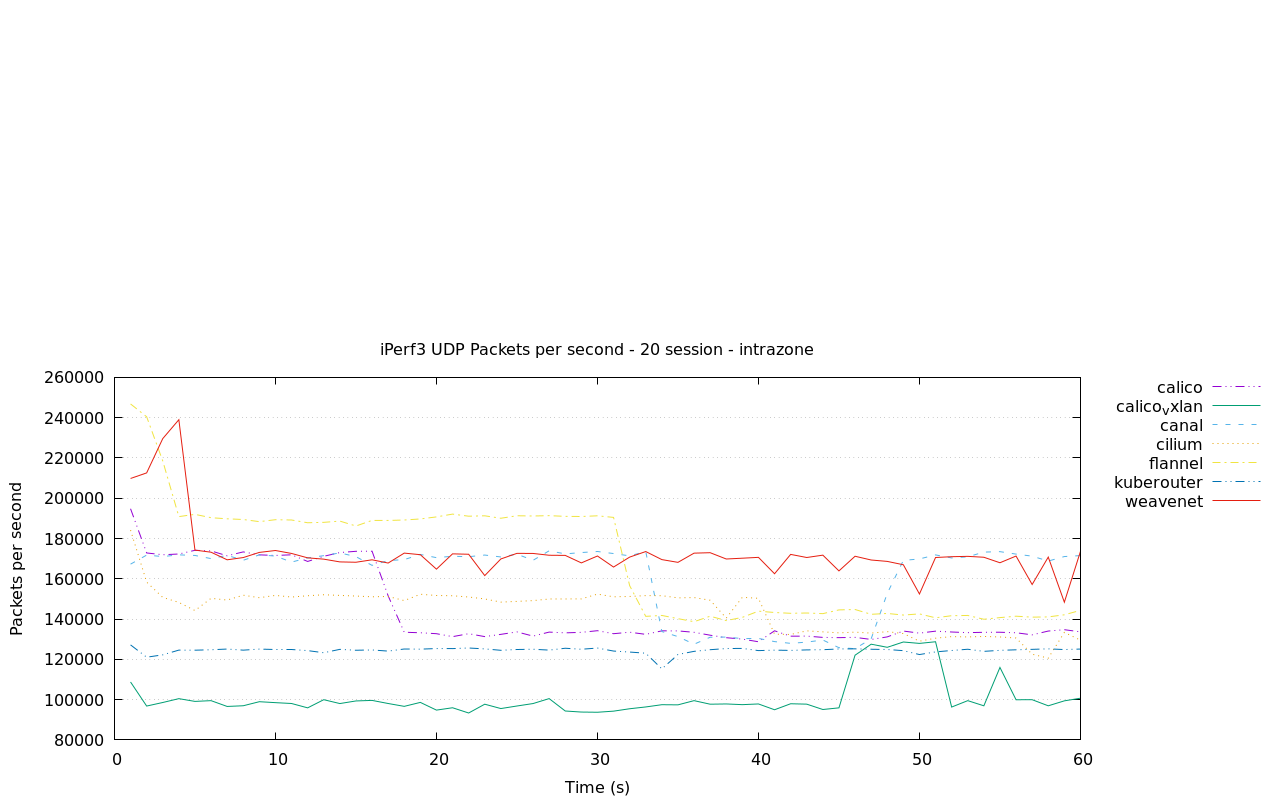 iPerf3 UDP Packets per second - 20 session - intrazone
260000
240000
220000
200000
180000
160000
140000
120000
100000
80000
Packets per second
0 10 20 30 40 50 60
Time (s)
calico
calicovxlan
canal
cilium
flannel
kuberouter
weavenet